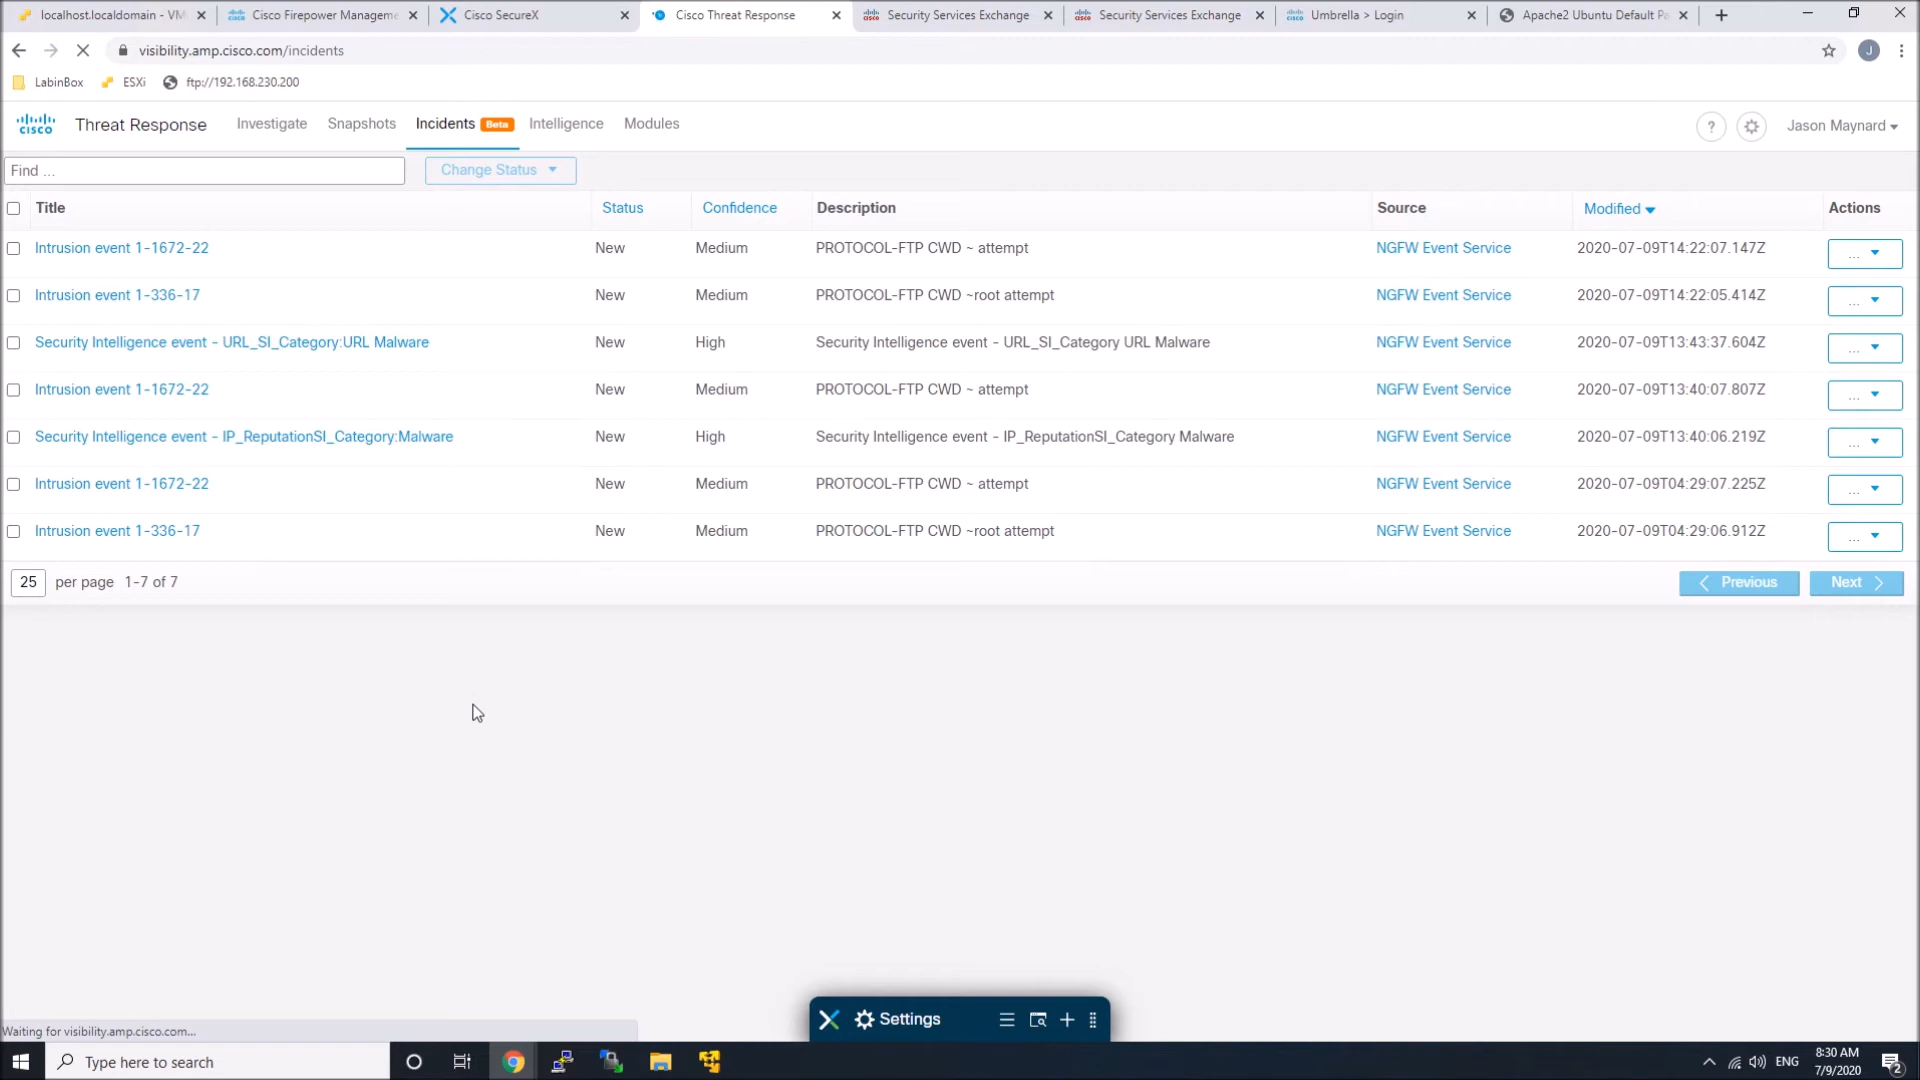 localhost.localdomain - VM
Cisco Firepower Manageme
Cisco SecureX
Cisco Threat Response
Security Services Exchange
Security Services Exchange
Umbrella > Login
Apache2 Ubuntu Default Pa
visibility.amp.cisco.com/incidents
J
LabinBox
ESXi
ftp://192.168.230.200
cisco
Threat Response
Investigate
Snapshots
Incidents Beta
Intelligence
Modules
?
Jason Maynard
Find ...
Change Status
Title Status Confidence Description Source Modified Actions
Intrusion event 1-1672-22 New Medium PROTOCOL-FTP CWD ~ attempt NGFW Event Service 2020-07-09T14:22:07.147Z ...
Intrusion event 1-336-17 New Medium PROTOCOL-FTP CWD ~root attempt NGFW Event Service 2020-07-09T14:22:05.414Z ...
Security Intelligence event - URL_SI_Category:URL Malware New High Security Intelligence event - URL_SI_Category URL Malware NGFW Event Service 2020-07-09T13:43:37.604Z ...
Intrusion event 1-1672-22 New Medium PROTOCOL-FTP CWD ~ attempt NGFW Event Service 2020-07-09T13:40:07.807Z ...
Security Intelligence event - IP_ReputationSI_Category:Malware New High Security Intelligence event - IP_ReputationSI_Category Malware NGFW Event Service 2020-07-09T13:40:06.219Z ...
Intrusion event 1-1672-22 New Medium PROTOCOL-FTP CWD ~ attempt NGFW Event Service 2020-07-09T04:29:07.225Z ...
Intrusion event 1-336-17 New Medium PROTOCOL-FTP CWD ~root attempt NGFW Event Service 2020-07-09T04:29:06.912Z ...
25 per page 1-7 of 7
Previous
Next
Settings
Waiting for visibility.amp.cisco.com...
Type here to search
ENG
8:30 AM
7/9/2020
2